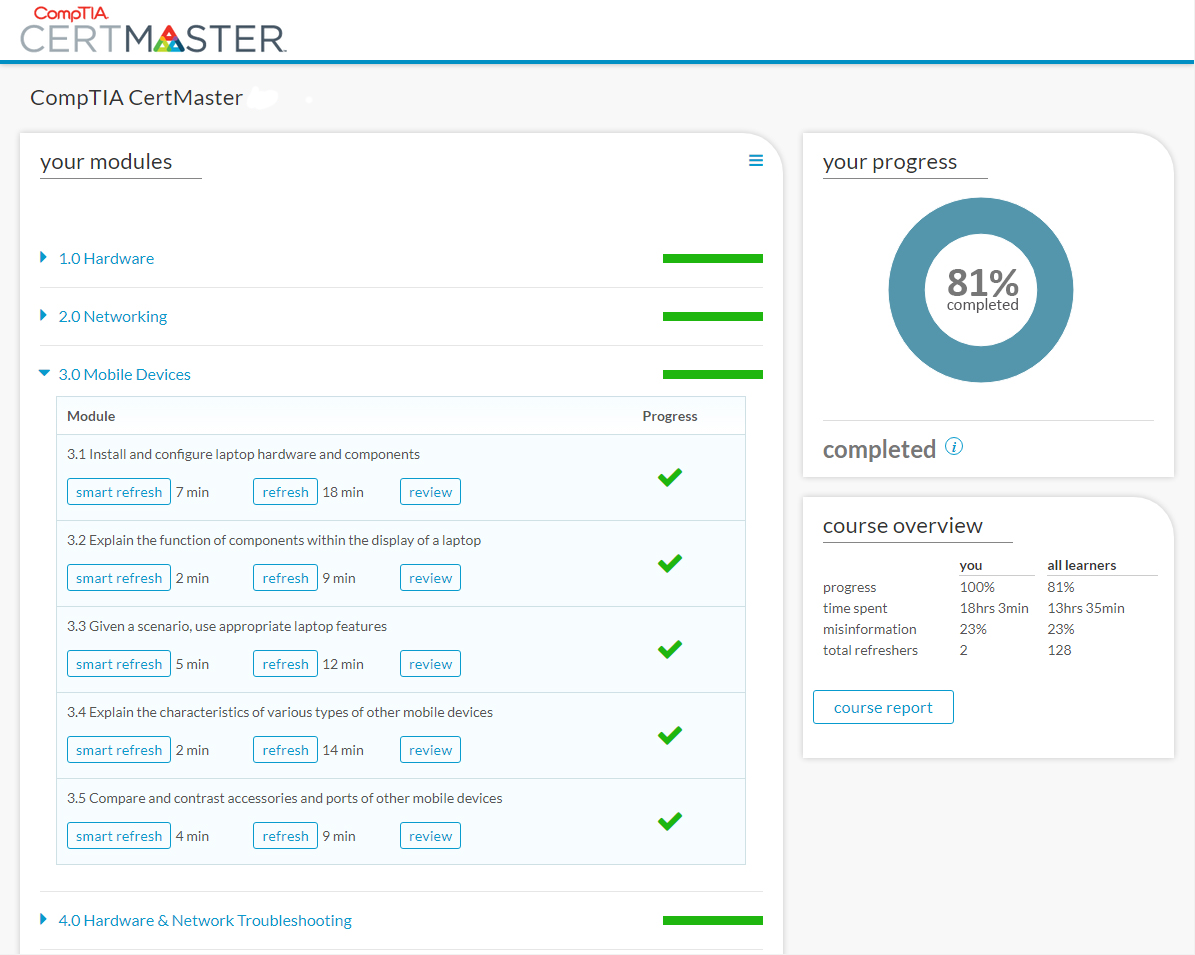 CompTIA.
CERTMASTER.
CompTIA CertMaster
your modules
1.0 Hardware
2.0 Networking
3.0 Mobile Devices
Module Progress
3.1 Install and configure laptop hardware and components
smart refresh 7 min refresh 18 min review
3.2 Explain the function of components within the display of a laptop
smart refresh 2 min refresh 9 min review
3.3 Given a scenario, use appropriate laptop features
smart refresh 5 min refresh 12 min review
3.4 Explain the characteristics of various types of other mobile devices
smart refresh 2 min refresh 14 min review
3.5 Compare and contrast accessories and ports of other mobile devices
smart refresh 4 min refresh 9 min review
4.0 Hardware & Network Troubleshooting
your progress
81%
completed
completed i
course overview
you all learners
progress 100% 81%
time spent 18hrs 3min 13hrs 35min
misinformation 23% 23%
total refreshers 2 128
course report